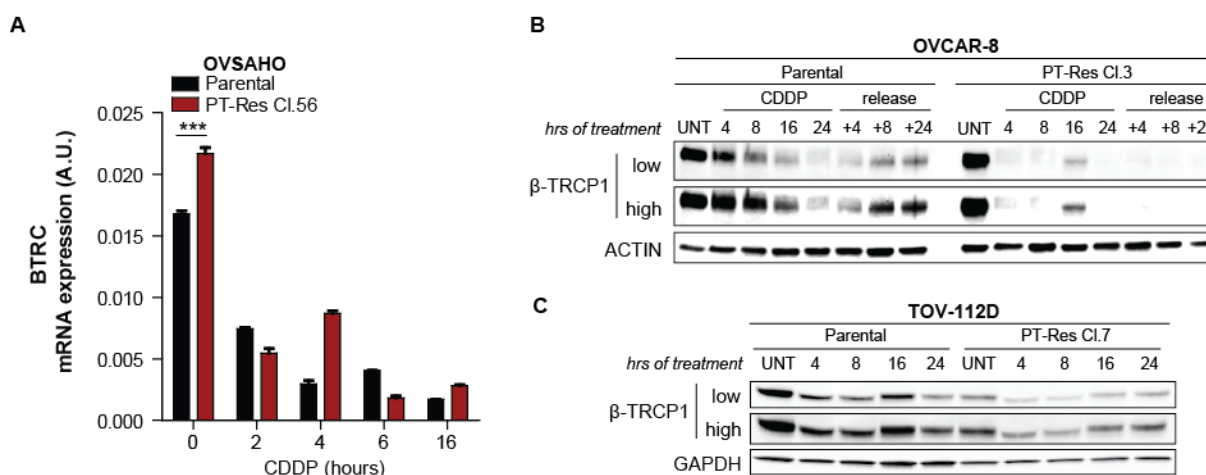 A
OVSAHO
Parental
PT-Res Cl.56
***
BTRC
mRNA expression (A.U.)
0.025
0.020
0.015
0.010
0.005
0.000
0 2 4 6 16
CDDP (hours)
B
OVCAR-8
Parental PT-Res Cl.3
CDDP release CDDP release
hrs of treatment UNT 4 8 16 24 +4 +8 +24 UNT 4 8 16 24 +4 +8 +2
β-TRCP1
low
high
ACTIN
C
TOV-112D
Parental PT-Res Cl.7
hrs of treatment UNT 4 8 16 24 UNT 4 8 16 24
β-TRCP1
low
high
GAPDH